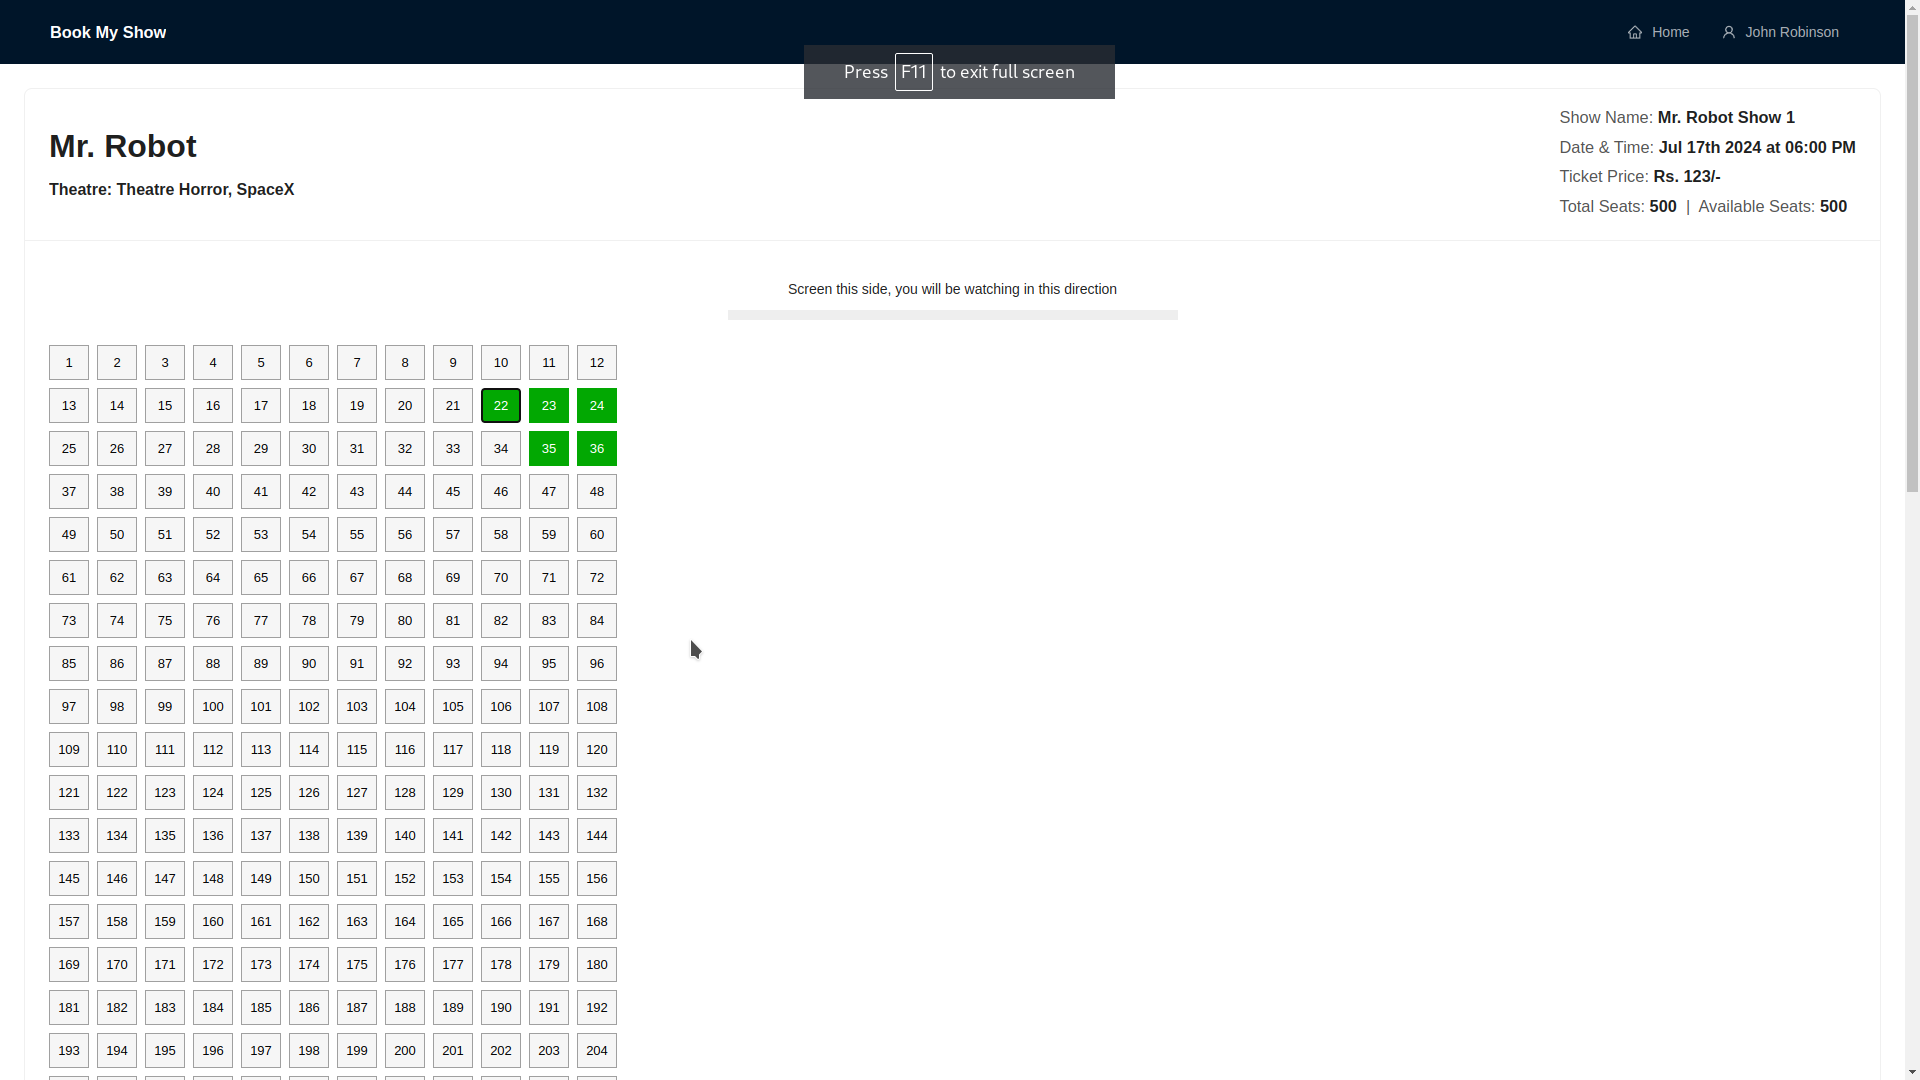 Book My Show
Home
John Robinson
Press F11 to exit full screen
Mr. Robot
Theatre: Theatre Horror, SpaceX
Show Name: Mr. Robot Show 1
Date & Time: Jul 17th 2024 at 06:00 PM
Ticket Price: Rs. 123/-
Total Seats: 500 | Available Seats: 500
Screen this side, you will be watching in this direction
1 2 3 4 5 6 7 8 9 10 11 12
13 14 15 16 17 18 19 20 21 22 23 24
25 26 27 28 29 30 31 32 33 34 35 36
37 38 39 40 41 42 43 44 45 46 47 48
49 50 51 52 53 54 55 56 57 58 59 60
61 62 63 64 65 66 67 68 69 70 71 72
73 74 75 76 77 78 79 80 81 82 83 84
85 86 87 88 89 90 91 92 93 94 95 96
97 98 99 100 101 102 103 104 105 106 107 108
109 110 111 112 113 114 115 116 117 118 119 120
121 122 123 124 125 126 127 128 129 130 131 132
133 134 135 136 137 138 139 140 141 142 143 144
145 146 147 148 149 150 151 152 153 154 155 156
157 158 159 160 161 162 163 164 165 166 167 168
169 170 171 172 173 174 175 176 177 178 179 180
181 182 183 184 185 186 187 188 189 190 191 192
193 194 195 196 197 198 199 200 201 202 203 204